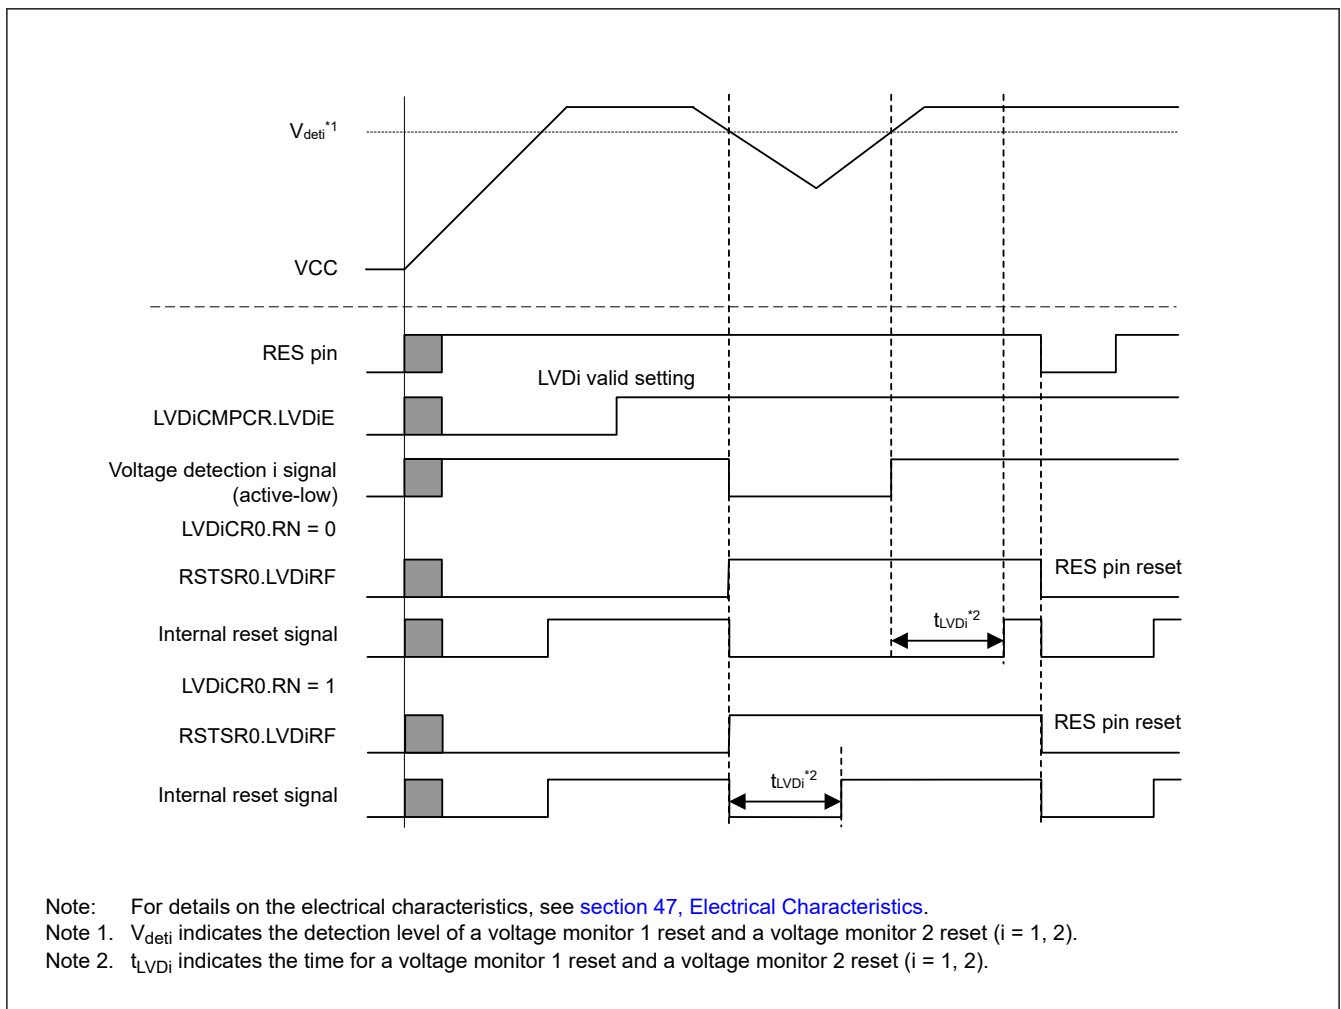 Vdeti*1
VCC
RES pin
LVDi valid setting
LVDiCMPCR.LVDiE
Voltage detection i signal
(active-low)
LVDiCR0.RN = 0
RSTSR0.LVDiRF
RES pin reset
Internal reset signal
tLVDi*2
LVDiCR0.RN = 1
RSTSR0.LVDiRF
RES pin reset
Internal reset signal
tLVDi*2
Note: For details on the electrical characteristics, see section 47, Electrical Characteristics.
Note 1. Vdeti indicates the detection level of a voltage monitor 1 reset and a voltage monitor 2 reset (i = 1, 2).
Note 2. tLVDi indicates the time for a voltage monitor 1 reset and a voltage monitor 2 reset (i = 1, 2).